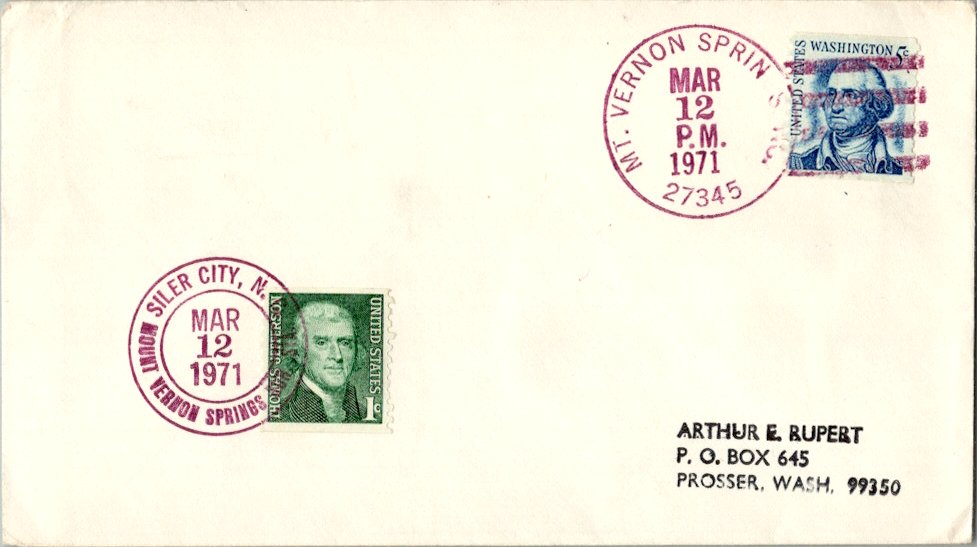 MT. VERNON SPRIN
MAR
12
P.M.
1971
27345
UNITED STATES
WASHINGTON 5c
SILER CITY, N.
MAR
12
1971
MOUNT VERNON SPRINGS
THOMAS JEFFERSON
UNITED STATES
1c
ARTHUR E. RUPERT
P. O. BOX 645
PROSSER, WASH. 99350